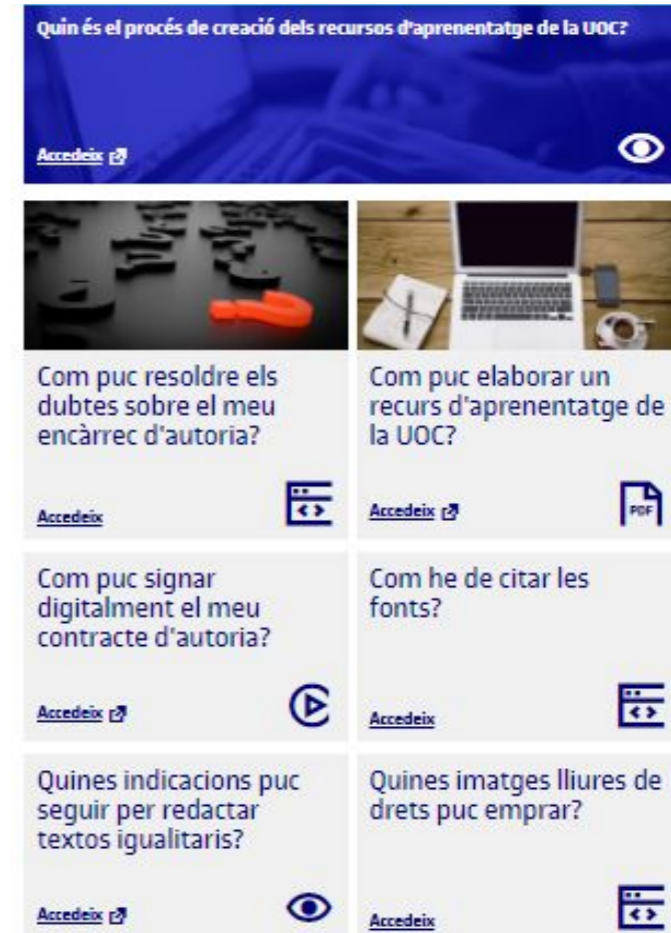 Quin és el procés de creació dels recursos d'aprenentatge de la UOC?
Accedeix
Com puc resoldre els
dubtes sobre el meu
encàrrec d'autoria?
Accedeix
Com puc elaborar un
recurs d'aprenentatge de
la UOC?
Accedeix
PDF
Com puc signar
digitalment el meu
contracte d'autoria?
Accedeix
Com he de citar les
fonts?
Accedeix
Quines indicacions puc
seguir per redactar
textos igualitaris?
Accedeix
Quines imatges lliures de
drets puc emprar?
Accedeix